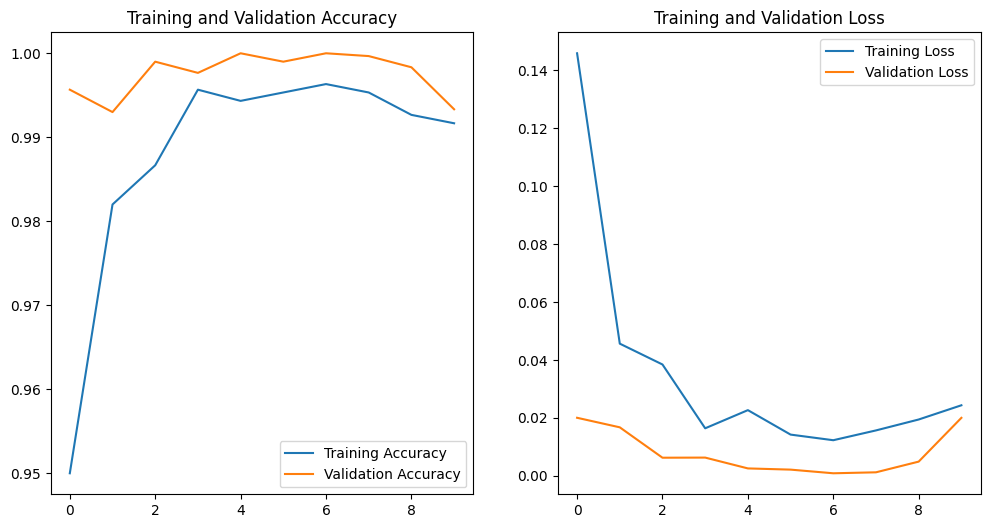 Training and Validation Accuracy
1.00
0.99
0.98
0.97
0.96
0.95
0 2 4 6 8
Training Accuracy
Validation Accuracy
Training and Validation Loss
0.14
0.12
0.10
0.08
0.06
0.04
0.02
0.00
0 2 4 6 8
Training Loss
Validation Loss